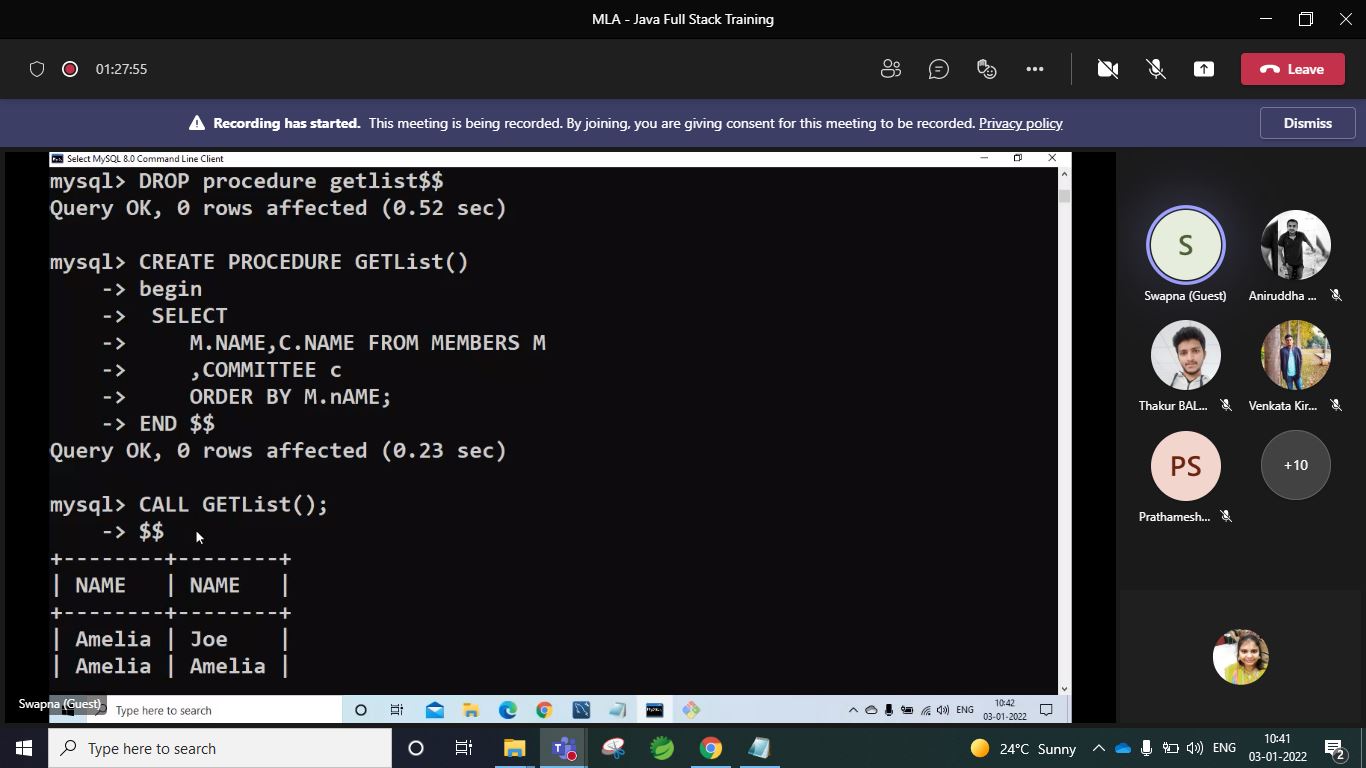 MLA - Java Full Stack Training
01:27:55
Leave
Recording has started. This meeting is being recorded. By joining, you are giving consent for this meeting to be recorded. Privacy policy
Dismiss
Select MySQL 8.0 Command Line Client
mysql> DROP procedure getlist$$
Query OK, 0 rows affected (0.52 sec)
mysql> CREATE PROCEDURE GETList()
-> begin
-> SELECT
-> M.NAME,C.NAME FROM MEMBERS M
-> ,COMMITTEE c
-> ORDER BY M.nAME;
-> END $$
Query OK, 0 rows affected (0.23 sec)
mysql> CALL GETList();
-> $$
+--------+--------+
| NAME | NAME |
+--------+--------+
| Amelia | Joe |
| Amelia | Amelia |
S
Swapna (Guest)
Aniruddha ...
Thakur BAL...
Venkata Kir...
PS
+10
Prathamesh...
Swapna (Guest)
Type here to search
ENG
10:42
03-01-2022
Type here to search
24°C Sunny
ENG
10:41
03-01-2022
2